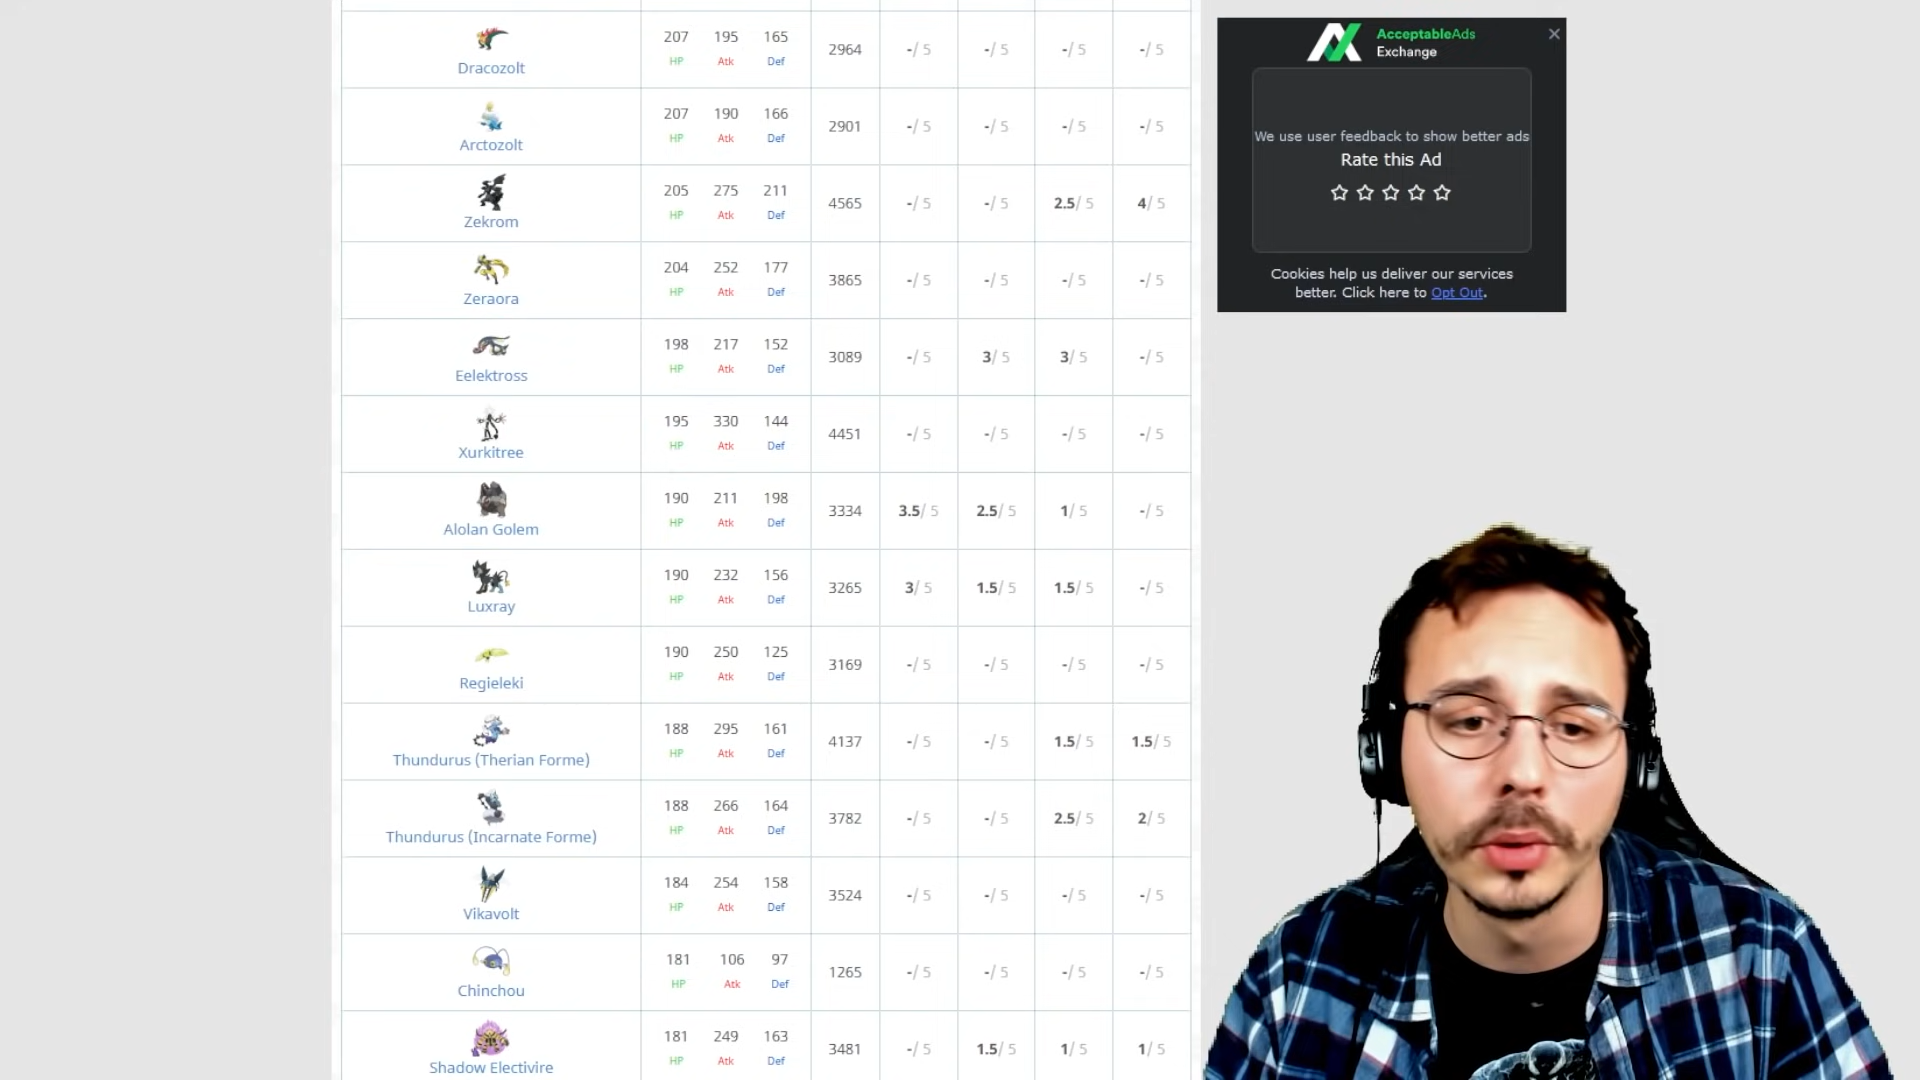 207 195 165
HP Atk Def
Dracozolt
2964 -/ 5 -/ 5 -/ 5 -/ 5
207 190 166
HP Atk Def
Arctozolt
2901 -/ 5 -/ 5 -/ 5 -/ 5
205 275 211
HP Atk Def
Zekrom
4565 -/ 5 -/ 5 2.5/ 5 4/ 5
204 252 177
HP Atk Def
Zeraora
3865 -/ 5 -/ 5 -/ 5 -/ 5
198 217 152
HP Atk Def
Eelektross
3089 -/ 5 3/ 5 3/ 5 -/ 5
195 330 144
HP Atk Def
Xurkitree
4451 -/ 5 -/ 5 -/ 5 -/ 5
190 211 198
HP Atk Def
Alolan Golem
3334 3.5/ 5 2.5/ 5 1/ 5 -/ 5
190 232 156
HP Atk Def
Luxray
3265 3/ 5 1.5/ 5 1.5/ 5 -/ 5
190 250 125
HP Atk Def
Regieleki
3169 -/ 5 -/ 5 -/ 5 -/ 5
188 295 161
HP Atk Def
Thundurus (Therian Forme)
4137 -/ 5 -/ 5 1.5/ 5 1.5/ 5
188 266 164
HP Atk Def
Thundurus (Incarnate Forme)
3782 -/ 5 -/ 5 2.5/ 5 2/ 5
184 254 158
HP Atk Def
Vikavolt
3524 -/ 5 -/ 5 -/ 5 -/ 5
181 106 97
HP Atk Def
Chinchou
1265 -/ 5 -/ 5 -/ 5 -/ 5
181 249 163
HP Atk Def
Shadow Electivire
3481 -/ 5 1.5/ 5 1/ 5 1/ 5
AcceptableAds
Exchange
We use user feedback to show better ads
Rate this Ad
Cookies help us deliver our services
better. Click here to Opt Out.